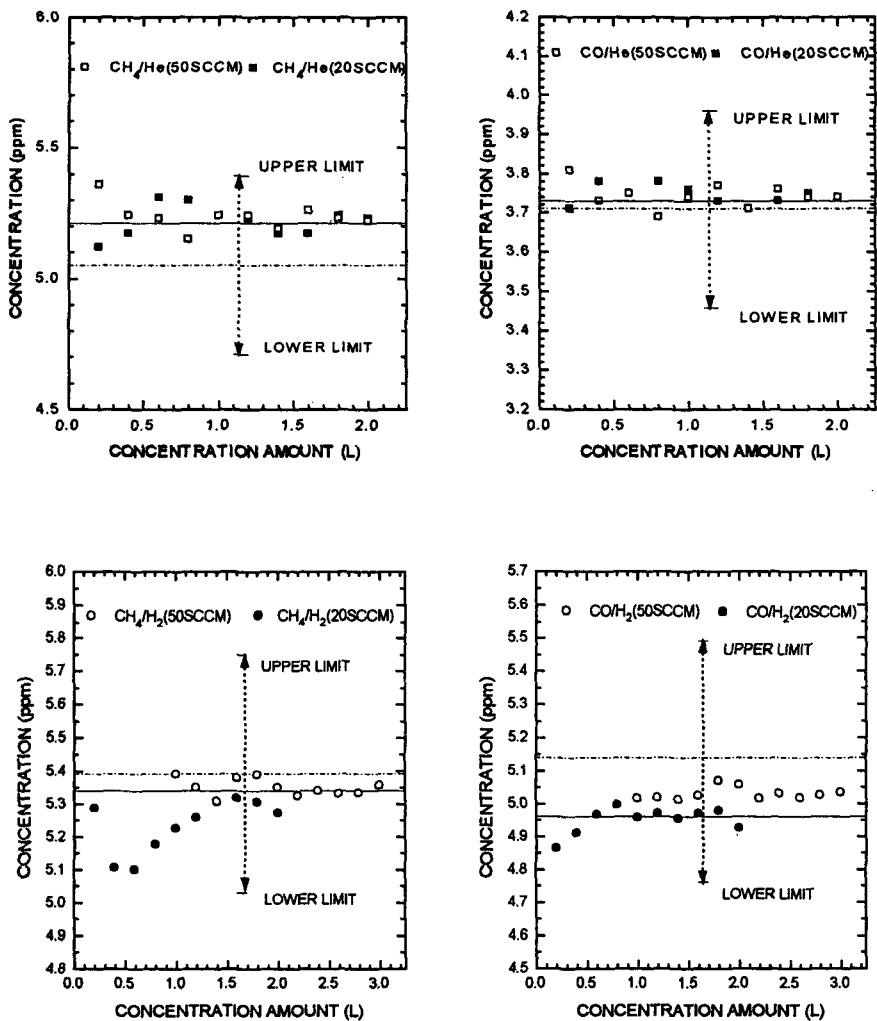 6.0
5.5
5.0
4.5
CONCENTRATION (ppm)
CH4/He(50SCCM) CH4/He(20SCCM)
UPPER LIMIT
LOWER LIMIT
0.0 0.5 1.0 1.5 2.0
CONCENTRATION AMOUNT (L)
4.2
4.1
4.0
3.9
3.8
3.7
3.6
3.5
3.4
3.3
3.2
CONCENTRATION (ppm)
CO/He(50SCCM) CO/He(20SCCM)
UPPER LIMIT
LOWER LIMIT
0.0 0.5 1.0 1.5 2.0
CONCENTRATION AMOUNT (L)
6.0
5.9
5.8
5.7
5.6
5.5
5.4
5.3
5.2
5.1
5.0
4.9
4.8
CONCENTRATION (ppm)
CH4/H2(50SCCM) CH4/H2(20SCCM)
UPPER LIMIT
LOWER LIMIT
0.0 0.5 1.0 1.5 2.0 2.5 3.0
CONCENTRATION AMOUNT (L)
5.7
5.6
5.5
5.4
5.3
5.2
5.1
5.0
4.9
4.8
4.7
4.6
4.5
CONCENTRATION (ppm)
CO/H2(50SCCM) CO/H2(20SCCM)
UPPER LIMIT
LOWER LIMIT
0.0 0.5 1.0 1.5 2.0 2.5 3.0
CONCENTRATION AMOUNT (L)